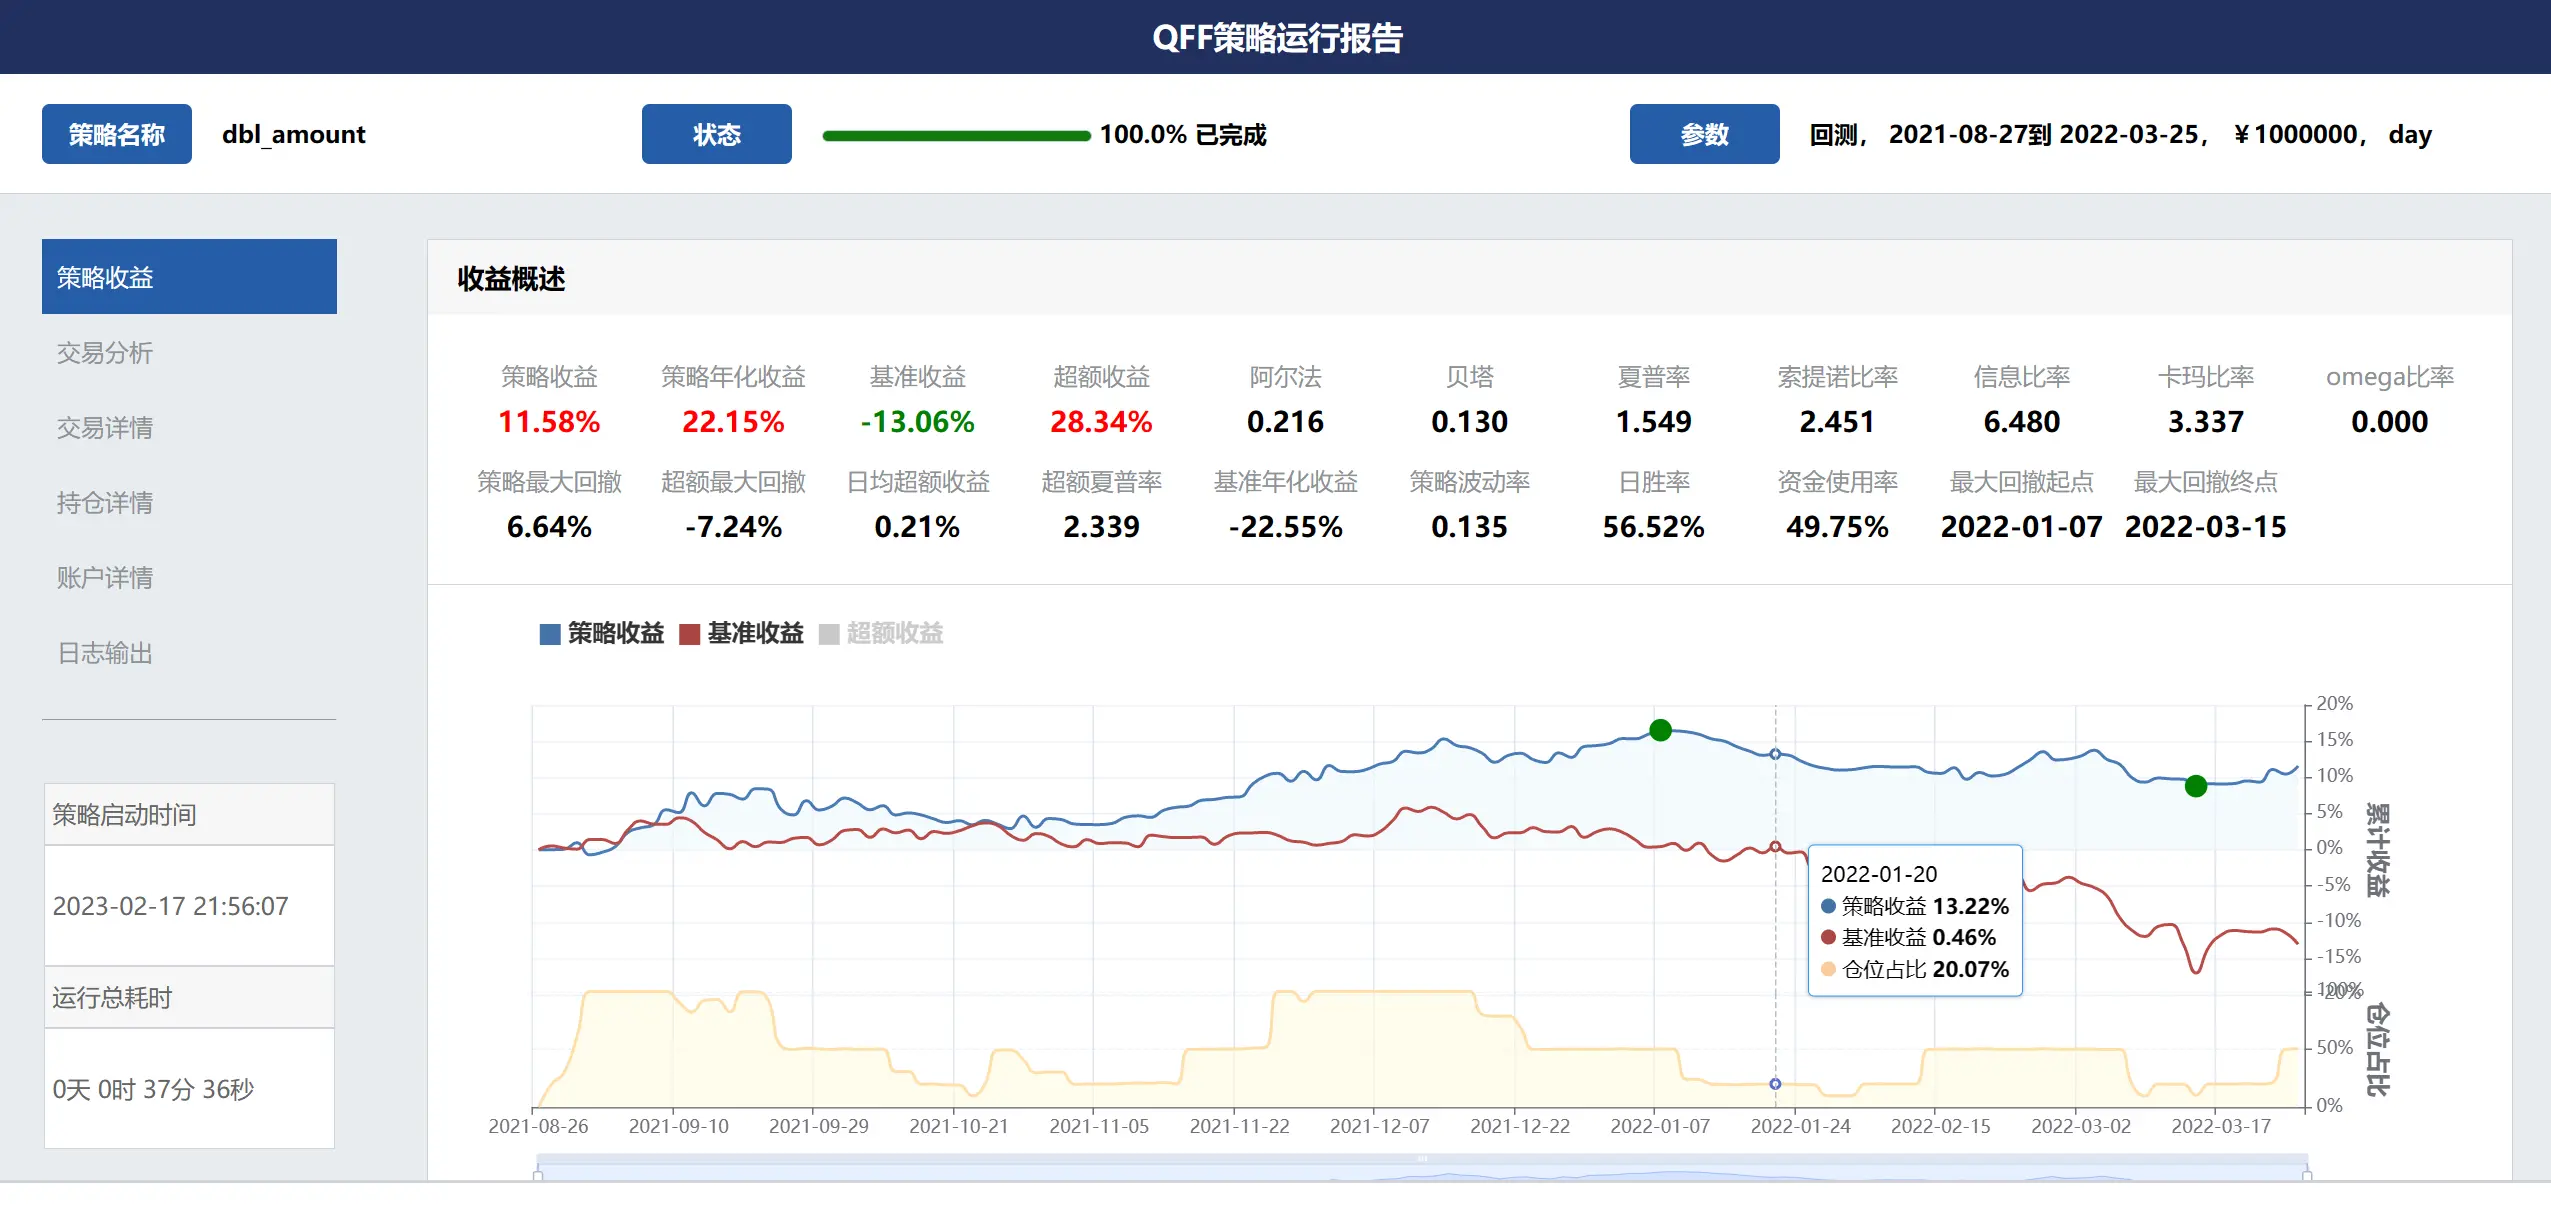 QFF策略运行报告
策略名称 dbl_amount 状态 100.0% 已完成 参数 回测， 2021-08-27到 2022-03-25， ￥1000000， day
策略收益
交易分析
交易详情
持仓详情
账户详情
日志输出
策略启动时间
2023-02-17 21:56:07
运行总耗时
0天 0时 37分 36秒
收益概述
策略收益 策略年化收益 基准收益 超额收益 阿尔法 贝塔 夏普率 索提诺比率 信息比率 卡玛比率 omega比率
11.58% 22.15% -13.06% 28.34% 0.216 0.130 1.549 2.451 6.480 3.337 0.000
策略最大回撤 超额最大回撤 日均超额收益 超额夏普率 基准年化收益 策略波动率 日胜率 资金使用率 最大回撤起点 最大回撤终点
6.64% -7.24% 0.21% 2.339 -22.55% 0.135 56.52% 49.75% 2022-01-07 2022-03-15
策略收益 基准收益 超额收益
20%
15%
10%
5%
0%
-5%
-10%
-15%
-20%
累计收益
2022-01-20
策略收益 13.22%
基准收益 0.46%
仓位占比 20.07%
100%
50%
0%
仓位占比
2021-08-26 2021-09-10 2021-09-29 2021-10-21 2021-11-05 2021-11-22 2021-12-07 2021-12-22 2022-01-07 2022-01-24 2022-02-15 2022-03-02 2022-03-17